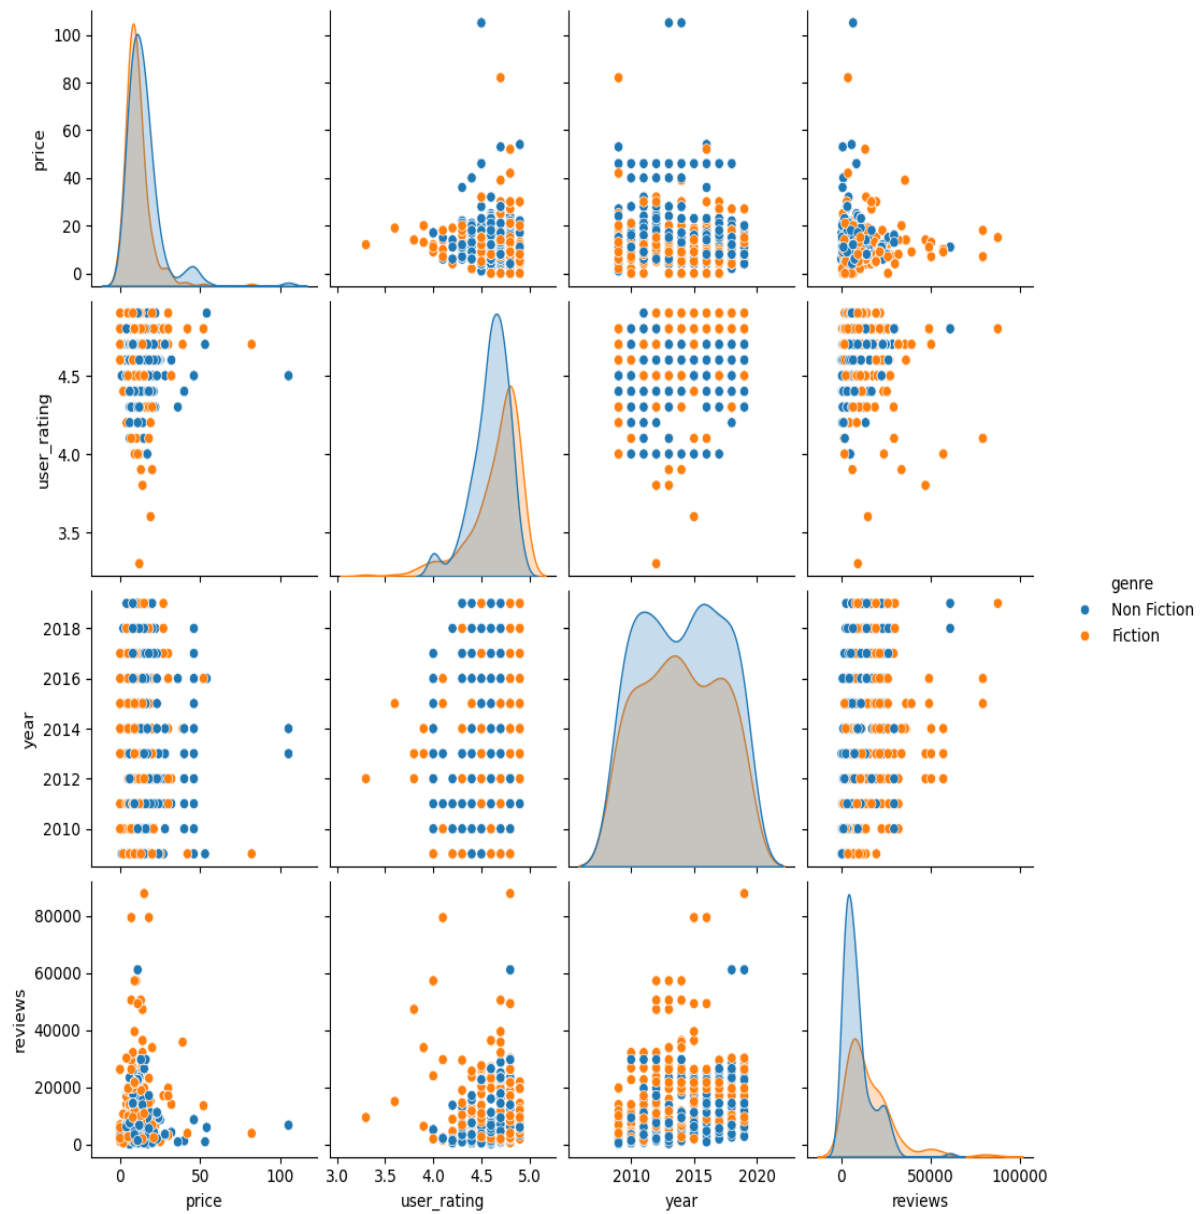 100
80
60
40
20
0
price
4.5
4.0
3.5
user_rating
genre
Non Fiction
Fiction
2018
2016
2014
2012
2010
year
80000
60000
40000
20000
0
reviews
0 50 100 3.0 3.5 4.0 4.5 5.0 2010 2015 2020 0 50000 100000
price user_rating year reviews